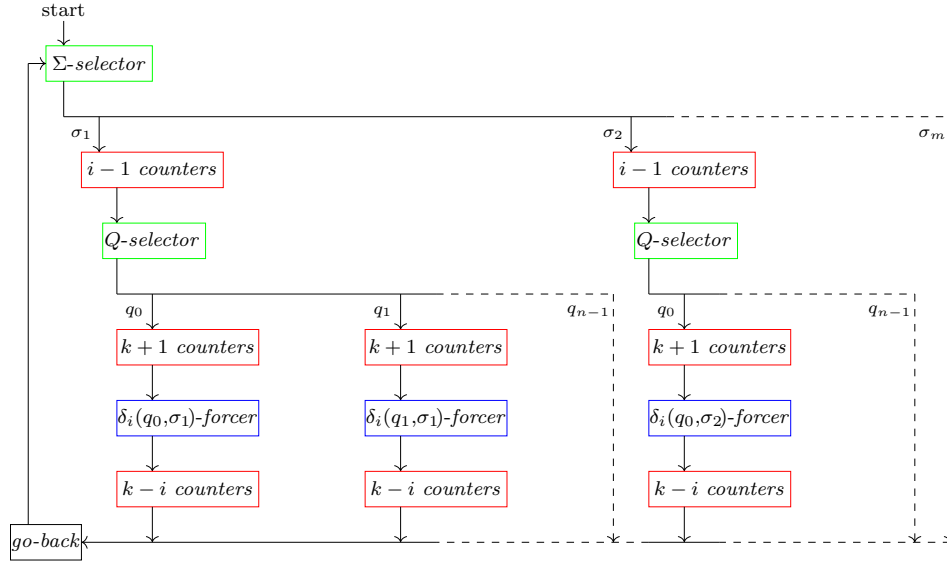 start
Σ-selector
σ₁ σ₂ σₘ
i − 1 counters i − 1 counters
Q-selector Q-selector
q₀ q₁ qₙ₋₁ q₀ qₙ₋₁
k + 1 counters k + 1 counters k + 1 counters
δᵢ(q₀,σ₁)-forcer δᵢ(q₁,σ₁)-forcer δᵢ(q₀,σ₂)-forcer
k − i counters k − i counters k − i counters
go-back